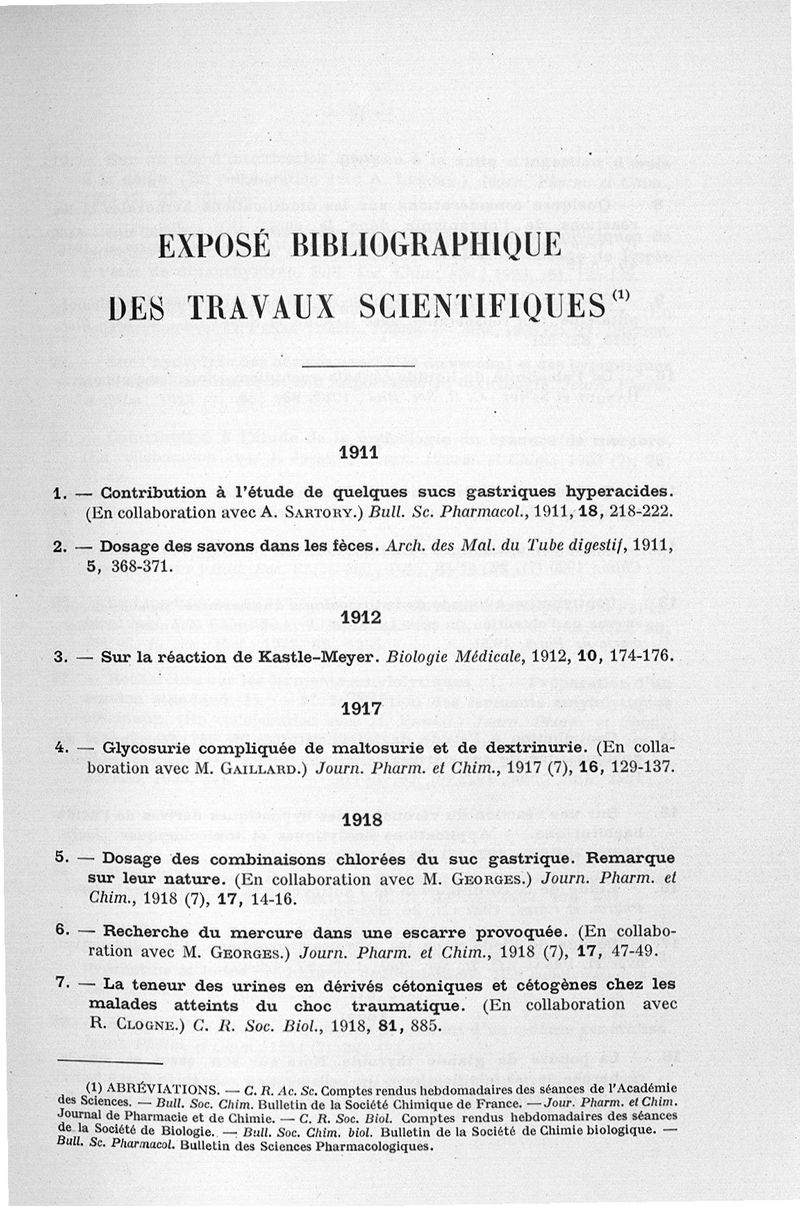 EXPOSÉ BIBLIOGRAPHIQUE
DES TRAVAUX SCIENTIFIQUES (1)
1911
1. — Contribution à l'étude de quelques sucs gastriques hyperacides.
(En collaboration avec A. SARTORY.) Bull. Sc. Pharmacol., 1911, 18, 218-222.
2. — Dosage des savons dans les fèces. Arch. des Mal. du Tube digestif, 1911,
5, 368-371.
1912
3. — Sur la réaction de Kastle-Meyer. Biologie Médicale, 1912, 10, 174-176.
1917
4. — Glycosurie compliquée de maltosurie et de dextrinurie. (En colla-
boration avec M. GAILLARD.) Journ. Pharm. et Chim., 1917 (7), 16, 129-137.
1918
5. — Dosage des combinaisons chlorées du suc gastrique. Remarque
sur leur nature. (En collaboration avec M. GEORGES.) Journ. Pharm. et
Chim., 1918 (7), 17, 14-16.
6. — Recherche du mercure dans une escarre provoquée. (En collabo-
ration avec M. GEORGES.) Journ. Pharm. et Chim., 1918 (7), 17, 47-49.
7. — La teneur des urines en dérivés cétoniques et cétogènes chez les
malades atteints du choc traumatique. (En collaboration avec
R. CLOGNE.) C. R. Soc. Biol., 1918, 81, 885.
(1) ABRÉVIATIONS. — C. R. Ac. Sc. Comptes rendus hebdomadaires des séances de l'Académie
des Sciences. — Bull. Soc. Chim. Bulletin de la Société Chimique de France. — Jour. Pharm. et Chim.
Journal de Pharmacie et de Chimie. — C. R. Soc. Biol. Comptes rendus hebdomadaires des séances
de la Société de Biologie. — Bull. Soc. Chim. biol. Bulletin de la Société de Chimie biologique. —
Bull. Sc. Pharmacol. Bulletin des Sciences Pharmacologiques.